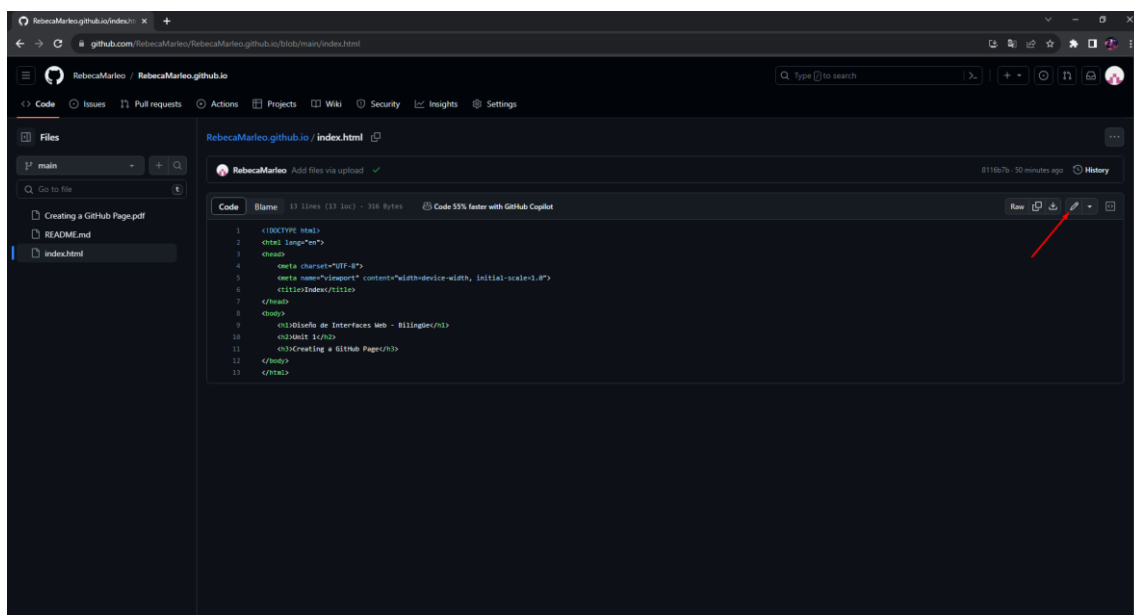 RebecaMarleo.github.io/index.ht
github.com/RebecaMarleo/RebecaMarleo.github.io/blob/main/index.html
RebecaMarleo / RebecaMarleo.github.io
Type / to search
Code Issues Pull requests Actions Projects Wiki Security Insights Settings
Files
RebecaMarleo.github.io / index.html
main
RebecaMarleo Add files via upload
8116b7b · 50 minutes ago History
Go to file t
Code Blame 13 lines (13 loc) · 316 Bytes Code 55% faster with GitHub Copilot Raw
Creating a GitHub Page.pdf
README.md
index.html
1 <!DOCTYPE html>
2 <html lang="en">
3 <head>
4 <meta charset="UTF-8">
5 <meta name="viewport" content="width=device-width, initial-scale=1.0">
6 <title>Index</title>
7 </head>
8 <body>
9 <h1>Diseño de Interfaces Web - Bilingüe</h1>
10 <h2>Unit 1</h2>
11 <h3>Creating a GitHub Page</h3>
12 </body>
13 </html>